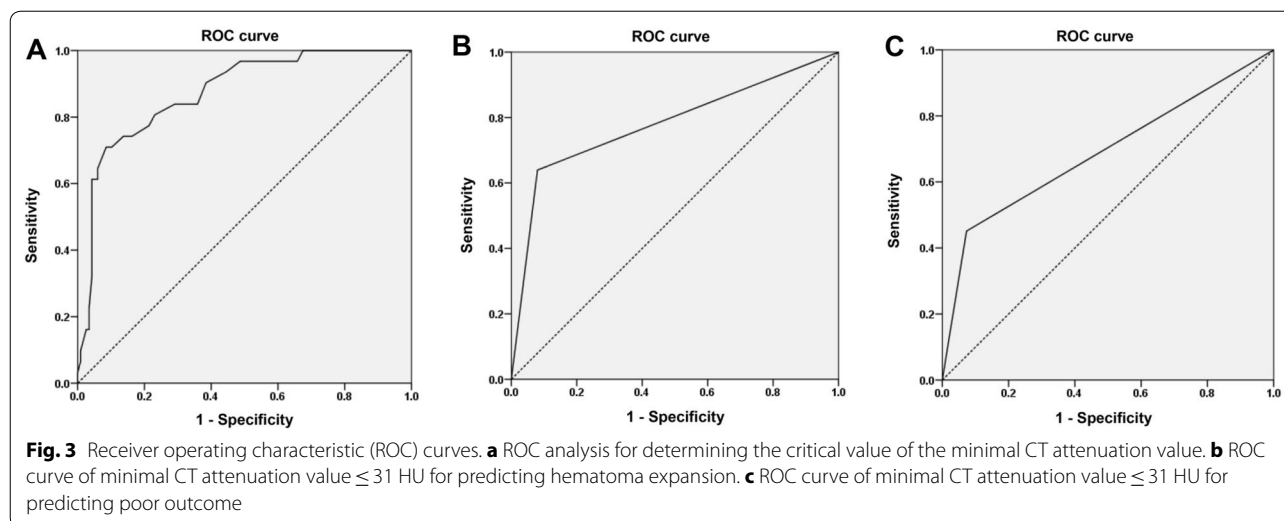 A
ROC curve
Sensitivity
1.0
0.8
0.6
0.4
0.2
0.0
0.0 0.2 0.4 0.6 0.8 1.0
1 - Specificity
B
ROC curve
Sensitivity
1.0
0.8
0.6
0.4
0.2
0.0
0.0 0.2 0.4 0.6 0.8 1.0
1 - Specificity
C
ROC curve
Sensitivity
1.0
0.8
0.6
0.4
0.2
0.0
0.0 0.2 0.4 0.6 0.8 1.0
1 - Specificity
Fig. 3 Receiver operating characteristic (ROC) curves. a ROC analysis for determining the critical value of the minimal CT attenuation value. b ROC
curve of minimal CT attenuation value ≤ 31 HU for predicting hematoma expansion. c ROC curve of minimal CT attenuation value ≤ 31 HU for
predicting poor outcome